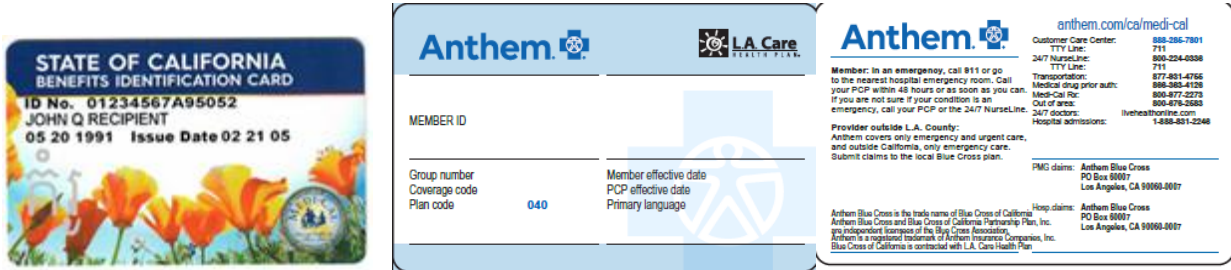 STATE OF CALIFORNIA
BENEFITS IDENTIFICATION CARD
ID No. 01234567A95052
JOHN Q RECIPIENT
05 20 1991 Issue Date 02 21 05
MEDI-CAL
Anthem.
L.A. Care
HEALTH PLAN
MEMBER ID
Group number
Coverage code
Plan code 040
Member effective date
PCP effective date
Primary language
Anthem.
anthem.com/ca/medi-cal
Customer Care Center: 888-285-7801
TTY Line: 711
24/7 NurseLine: 800-224-0336
TTY Line: 711
Transportation: 877-931-4755
Medical drug prior auth: 866-363-4126
Medi-Cal Rx: 800-977-2273
Out of area: 800-676-2583
24/7 doctors: livehealthonline.com
Hospital admissions: 1-888-831-2246
Member: In an emergency, call 911 or go
to the nearest hospital emergency room. Call
your PCP within 48 hours or as soon as you can.
If you are not sure if your condition is an
emergency, call your PCP or the 24/7 NurseLine.
Provider outside L.A. County:
Anthem covers only emergency and urgent care,
and outside California, only emergency care.
Submit claims to the local Blue Cross plan.
PMG claims: Anthem Blue Cross
PO Box 60007
Los Angeles, CA 90060-0007
Hosp.claims: Anthem Blue Cross
PO Box 60007
Los Angeles, CA 90060-0007
Anthem Blue Cross is the trade name of Blue Cross of California
Anthem Blue Cross and Blue Cross of California Partnership Plan, Inc.
are independent licensees of the Blue Cross Association.
Anthem is a registered trademark of Anthem Insurance Companies, Inc.
Blue Cross of California is contracted with L.A. Care Health Plan